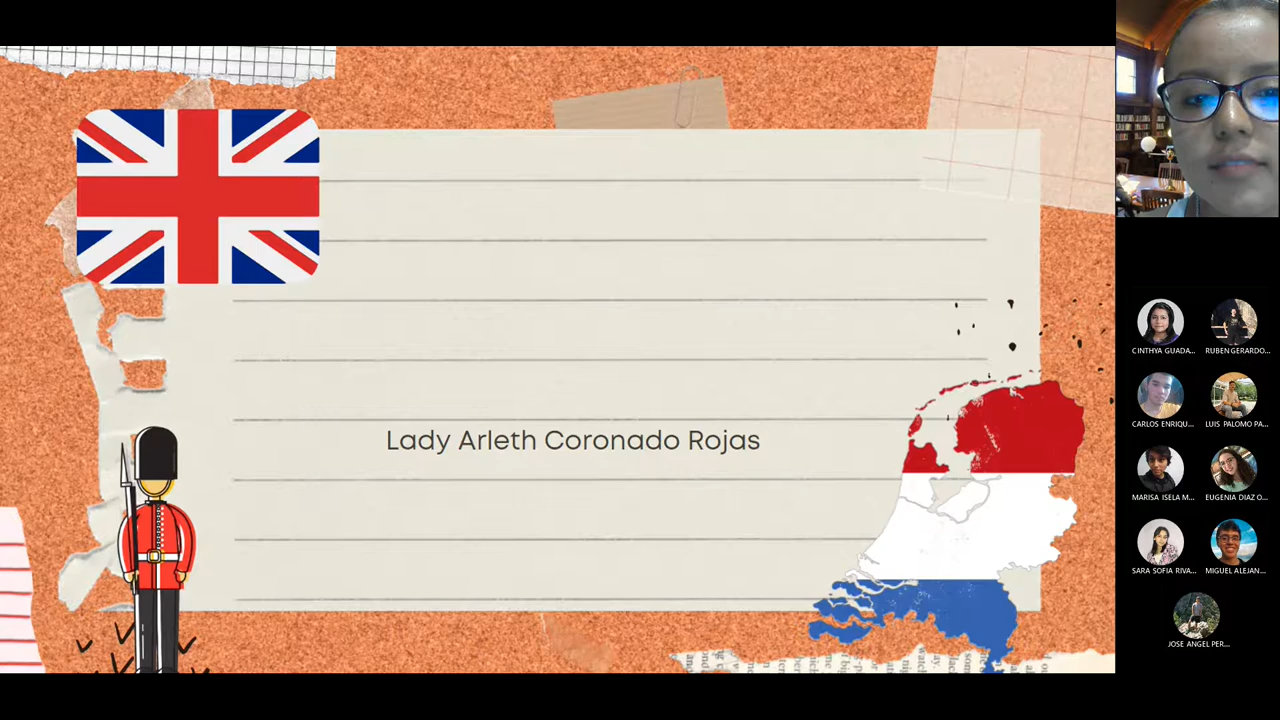 Lady Arleth Coronado Rojas
CINTHYA GUADA...
RUBEN GERARDO...
CARLOS ENRIQU...
LUIS PALOMO PA...
MARISA ISELA M...
EUGENIA DIAZ O...
SARA SOFIA RIVA...
MIGUEL ALEJAN...
JOSE ANGEL PER...